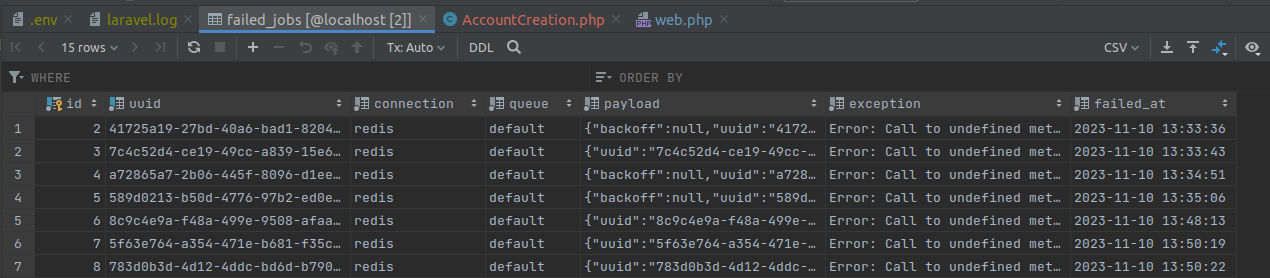 .env laravel.log failed_jobs [@localhost [2]] AccountCreation.php web.php
15 rows Tx: Auto DDL CSV
WHERE ORDER BY
id uuid connection queue payload exception failed_at
1 2 41725a19-27bd-40a6-bad1-8204… redis default {"backoff":null,"uuid":"4172… Error: Call to undefined met… 2023-11-10 13:33:36
2 3 7c4c52d4-ce19-49cc-a839-15e6… redis default {"uuid":"7c4c52d4-ce19-49cc-… Error: Call to undefined met… 2023-11-10 13:33:43
3 4 a72865a7-2b06-445f-8096-d1ee… redis default {"backoff":null,"uuid":"a728… Error: Call to undefined met… 2023-11-10 13:34:51
4 5 589d0213-b50d-4776-97b2-ed0e… redis default {"backoff":null,"uuid":"589d… Error: Call to undefined met… 2023-11-10 13:35:06
5 6 8c9c4e9a-f48a-499e-9508-afaa… redis default {"uuid":"8c9c4e9a-f48a-499e-… Error: Call to undefined met… 2023-11-10 13:48:13
6 7 5f63e764-a354-471e-b681-f35c… redis default {"uuid":"5f63e764-a354-471e-… Error: Call to undefined met… 2023-11-10 13:50:19
7 8 783d0b3d-4d12-4ddc-bd6d-b790… redis default {"uuid":"783d0b3d-4d12-4ddc-… Error: Call to undefined met… 2023-11-10 13:50:22